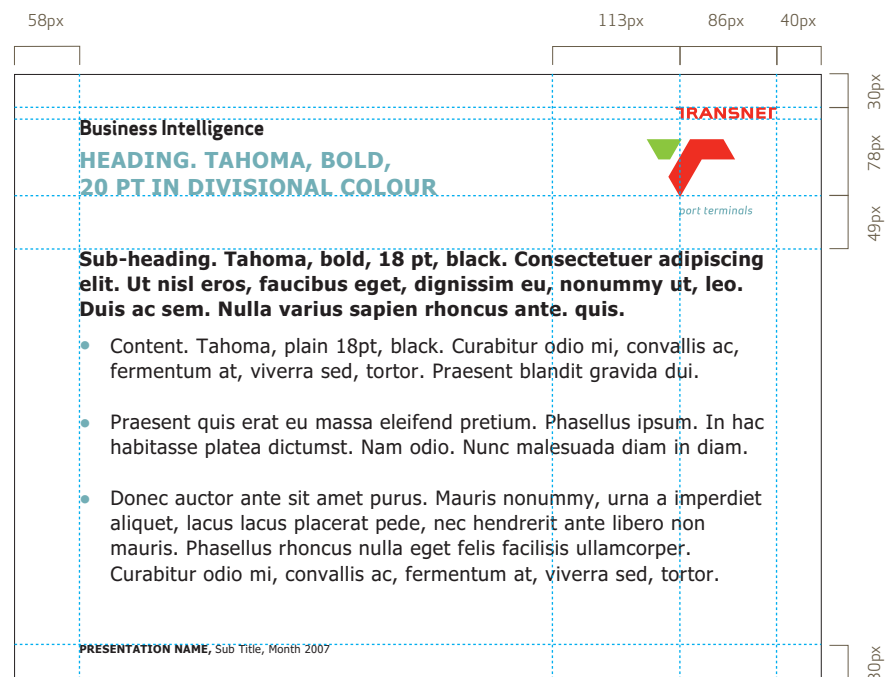 58px
113px 86px 40px
30px
TRANSNET
Business Intelligence
HEADING. TAHOMA, BOLD,
20 PT IN DIVISIONAL COLOUR
78px
port terminals
49px
Sub-heading. Tahoma, bold, 18 pt, black. Consectetuer adipiscing
elit. Ut nisl eros, faucibus eget, dignissim eu, nonummy ut, leo.
Duis ac sem. Nulla varius sapien rhoncus ante. quis.
• Content. Tahoma, plain 18pt, black. Curabitur odio mi, convallis ac,
fermentum at, viverra sed, tortor. Praesent blandit gravida dui.
• Praesent quis erat eu massa eleifend pretium. Phasellus ipsum. In hac
habitasse platea dictumst. Nam odio. Nunc malesuada diam in diam.
• Donec auctor ante sit amet purus. Mauris nonummy, urna a imperdiet
aliquet, lacus lacus placerat pede, nec hendrerit ante libero non
mauris. Phasellus rhoncus nulla eget felis facilisis ullamcorper.
Curabitur odio mi, convallis ac, fermentum at, viverra sed, tortor.
PRESENTATION NAME, Sub Title, Month 2007